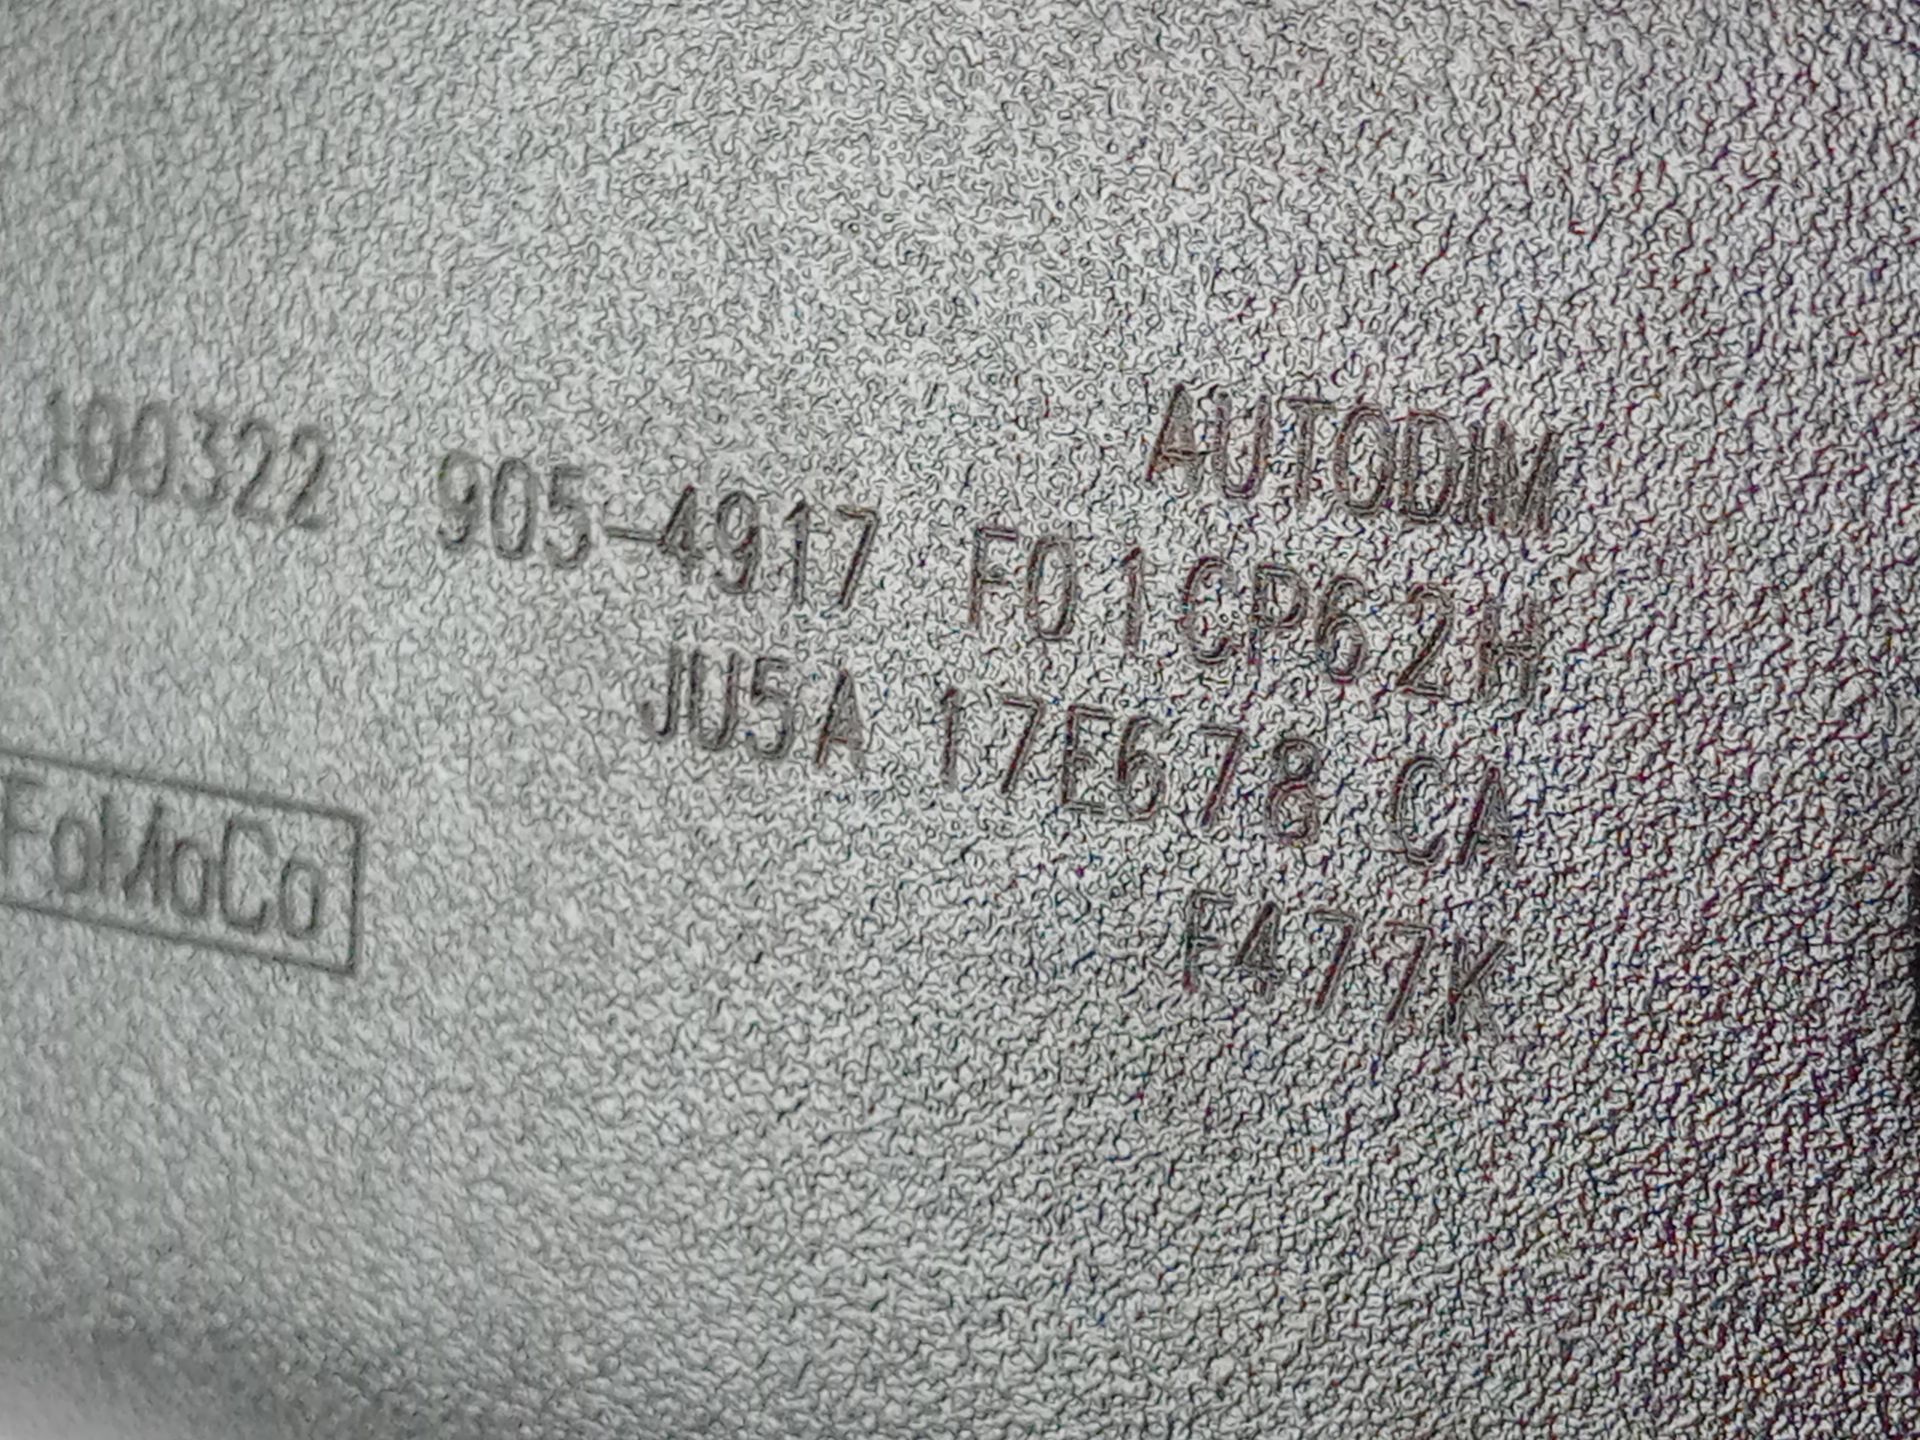 AUTODIM
100322 905-4917 F01CP62H
JU5A 17E678 CA
FoMoCo
F477K